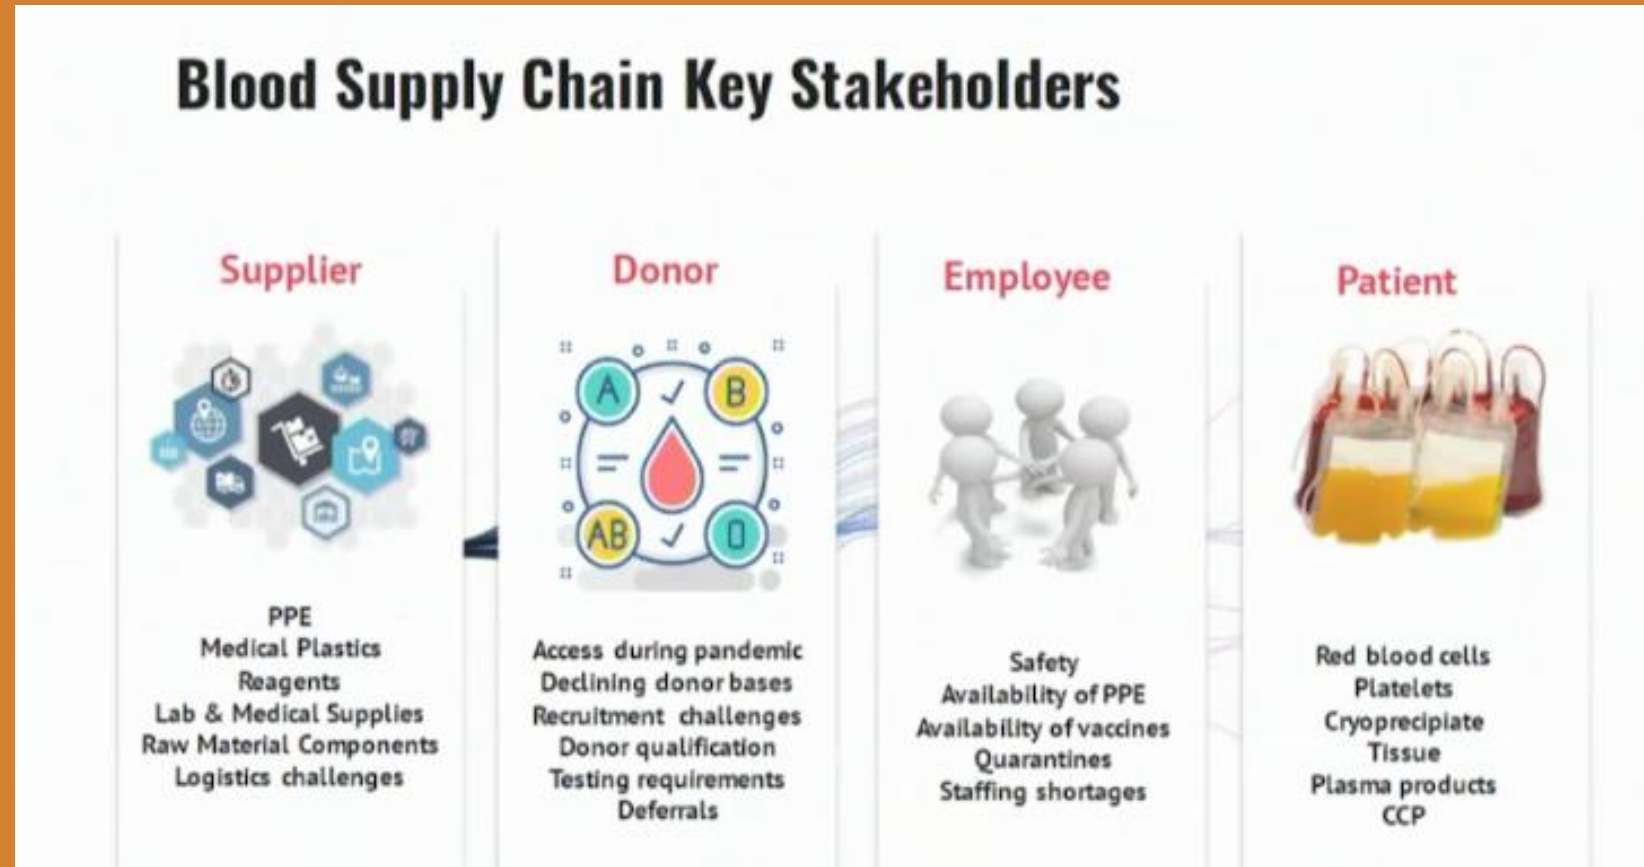 Blood Supply Chain Key Stakeholders
Supplier
PPE
Medical Plastics
Reagents
Lab & Medical Supplies
Raw Material Components
Logistics challenges
Donor
A
B
AB
O
Access during pandemic
Declining donor bases
Recruitment challenges
Donor qualification
Testing requirements
Deferrals
Employee
Safety
Availability of PPE
Availability of vaccines
Quarantines
Staffing shortages
Patient
Red blood cells
Platelets
Cryoprecipiate
Tissue
Plasma products
CCP